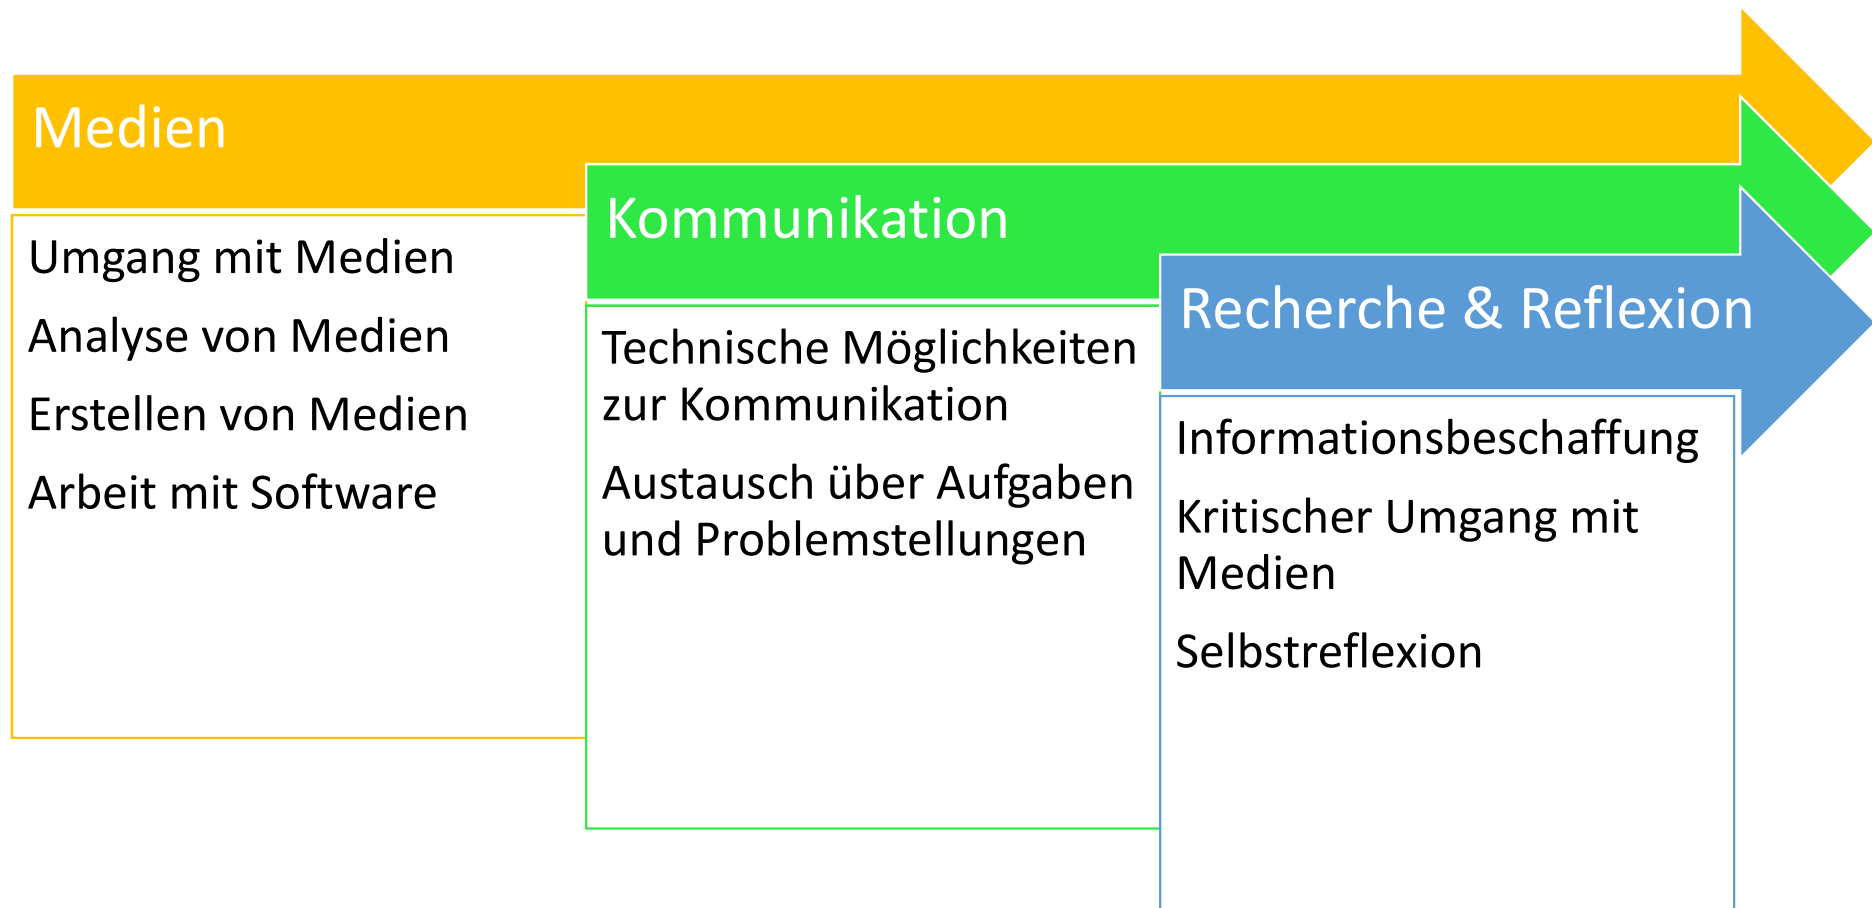 Medien
Umgang mit Medien
Analyse von Medien
Erstellen von Medien
Arbeit mit Software
Kommunikation
Technische Möglichkeiten
zur Kommunikation
Austausch über Aufgaben
und Problemstellungen
Recherche & Reflexion
Informationsbeschaffung
Kritischer Umgang mit
Medien
Selbstreflexion